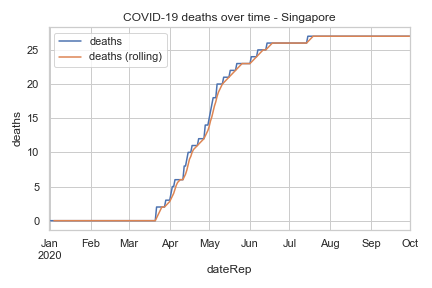 COVID-19 deaths over time - Singapore
deaths
deaths (rolling)
25
20
15
10
5
0
deaths
Jan Feb Mar Apr May Jun Jul Aug Sep Oct
2020
dateRep